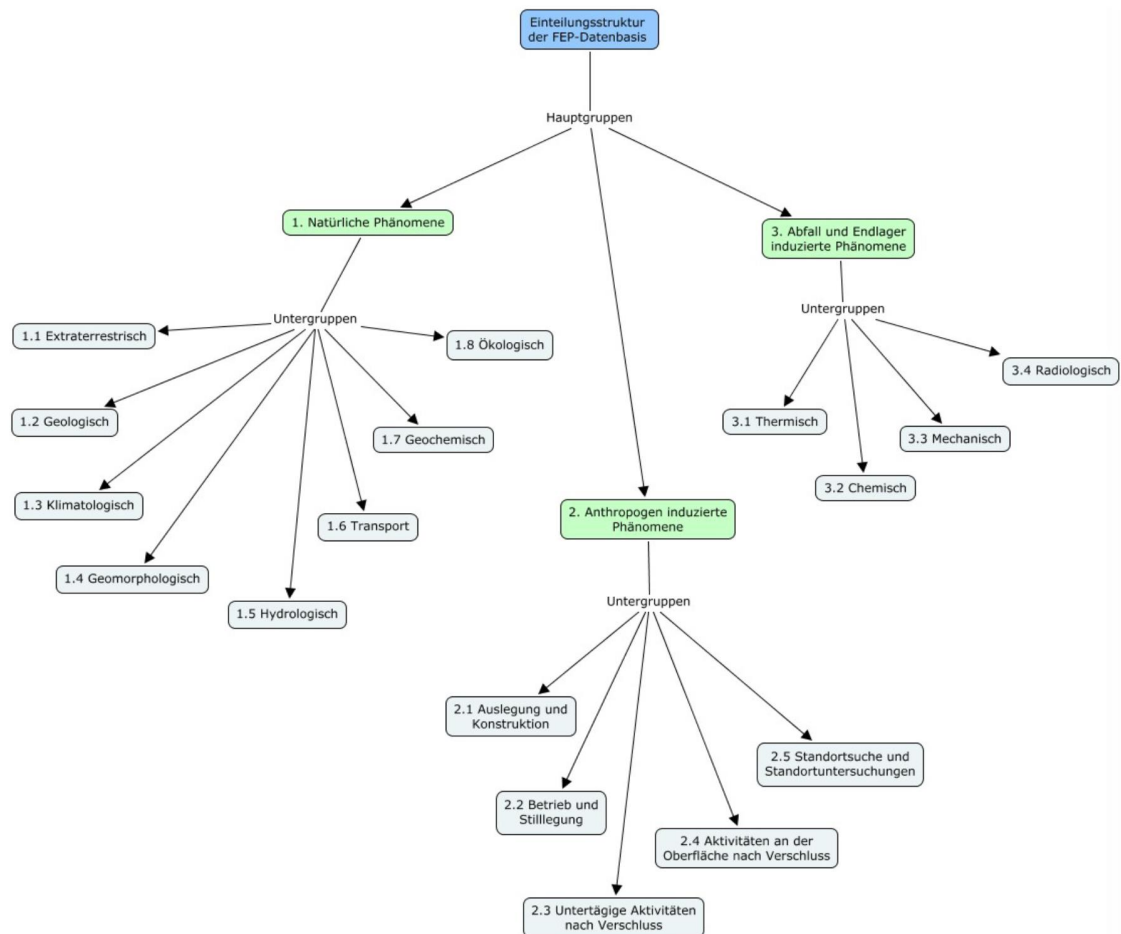 Einteilungsstruktur
der FEP-Datenbasis
Hauptgruppen
1. Natürliche Phänomene
Untergruppen
1.1 Extraterrestrisch
1.2 Geologisch
1.3 Klimatologisch
1.4 Geomorphologisch
1.5 Hydrologisch
1.6 Transport
1.7 Geochemisch
1.8 Ökologisch
2. Anthropogen induzierte
Phänomene
Untergruppen
2.1 Auslegung und
Konstruktion
2.2 Betrieb und
Stilllegung
2.3 Untertägige Aktivitäten
nach Verschluss
2.4 Aktivitäten an der
Oberfläche nach Verschluss
2.5 Standortsuche und
Standortuntersuchungen
3. Abfall und Endlager
induzierte Phänomene
Untergruppen
3.1 Thermisch
3.2 Chemisch
3.3 Mechanisch
3.4 Radiologisch